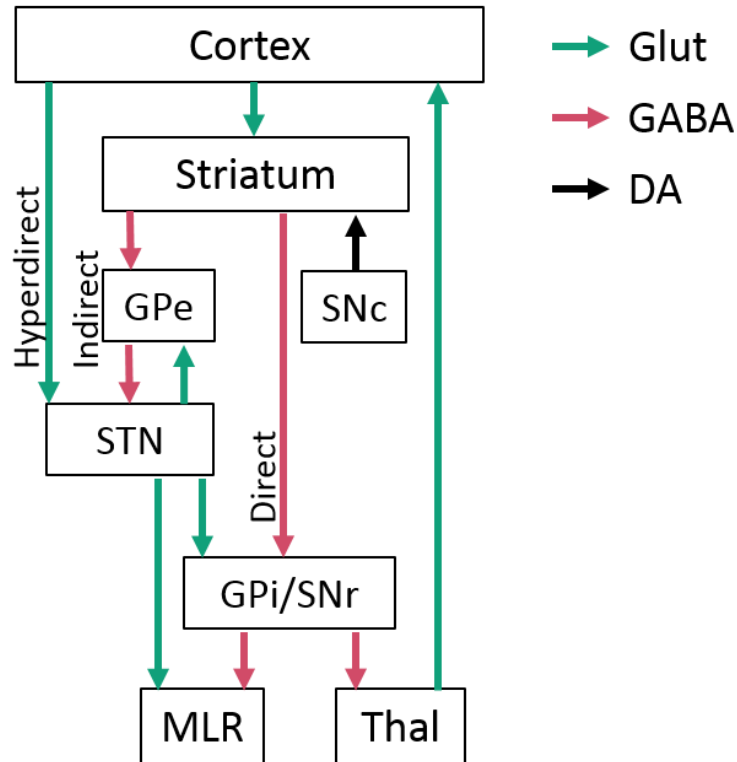 Cortex
Glut
GABA
DA
Striatum
Hyperdirect
Indirect
GPe
SNc
STN
Direct
GPi/SNr
MLR
Thal